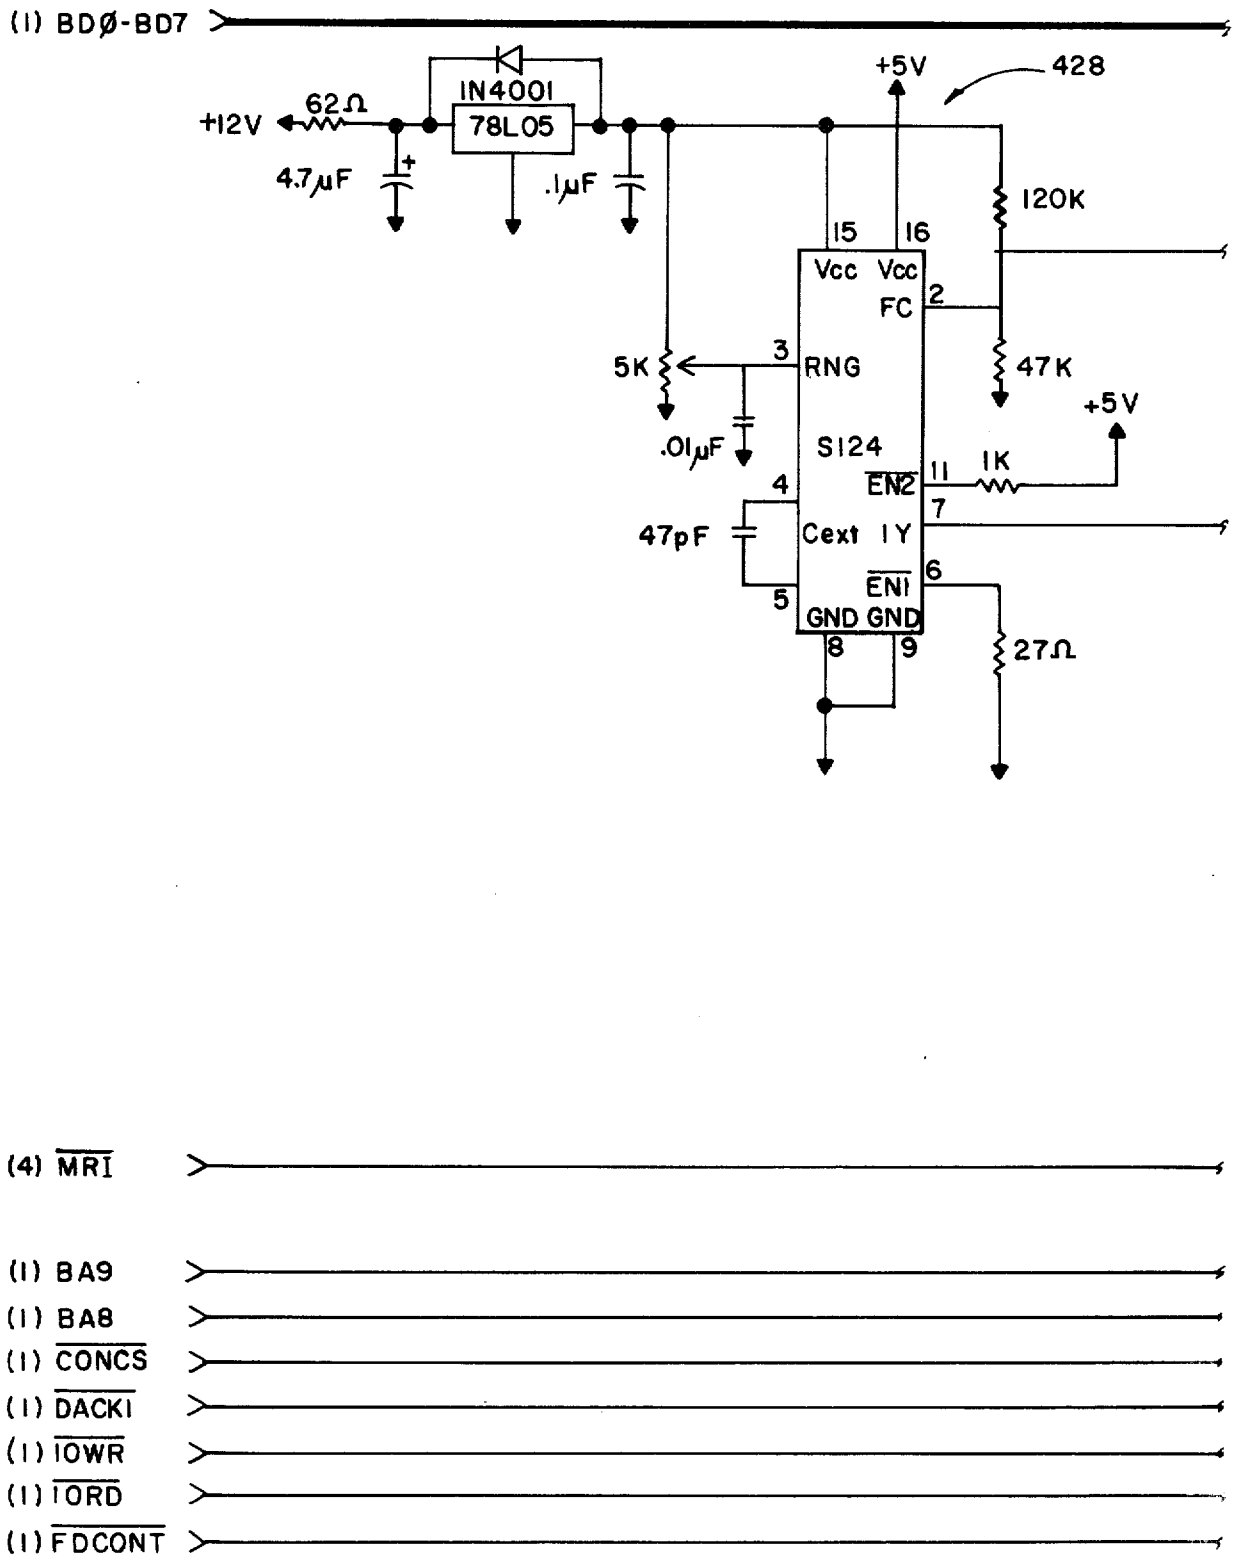 (1) BDØ-BD7
428
+5V
1N4001
62Ω
+12V
78L05
4.7µF
+
.1µF
120K
15
16
Vcc
Vcc
FC
2
3
5K
RNG
47K
+5V
.01µF
S124
1K
11
EN2
4
7
47pF
Cext
1Y
6
EN1
5
GND
GND
8
9
27Ω
(4) MRI
(1) BA9
(1) BA8
(1) CONCS
(1) DACK1
(1) IOWR
(1) IORD
(1) FDCONT